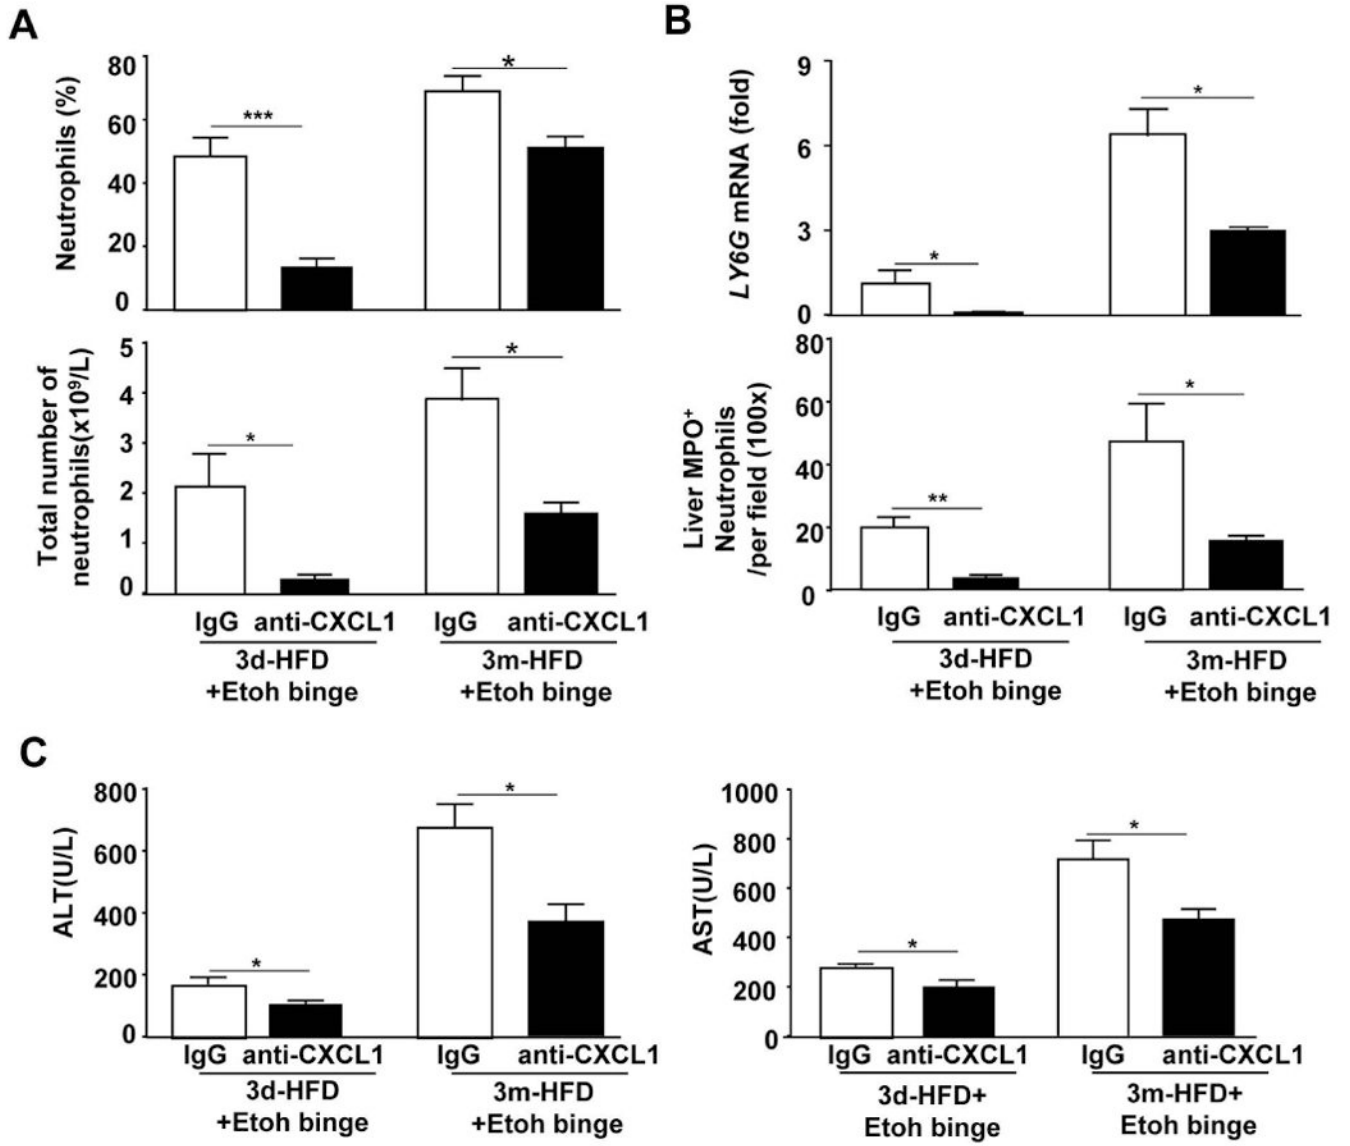 A
Neutrophils (%)
80
60
40
20
0
***
*
Total number of
neutrophils(x10⁹/L)
5
4
3
2
1
0
*
*
IgG anti-CXCL1 IgG anti-CXCL1
3d-HFD 3m-HFD
+Etoh binge +Etoh binge
B
LY6G mRNA (fold)
9
6
3
0
*
*
Liver MPO⁺
Neutrophils
/per field (100x)
80
60
40
20
0
**
*
IgG anti-CXCL1 IgG anti-CXCL1
3d-HFD 3m-HFD
+Etoh binge +Etoh binge
C
ALT(U/L)
800
600
400
200
0
*
*
IgG anti-CXCL1 IgG anti-CXCL1
3d-HFD 3m-HFD
+Etoh binge +Etoh binge
AST(U/L)
1000
800
600
400
200
0
*
*
IgG anti-CXCL1 IgG anti-CXCL1
3d-HFD+ 3m-HFD+
Etoh binge Etoh binge